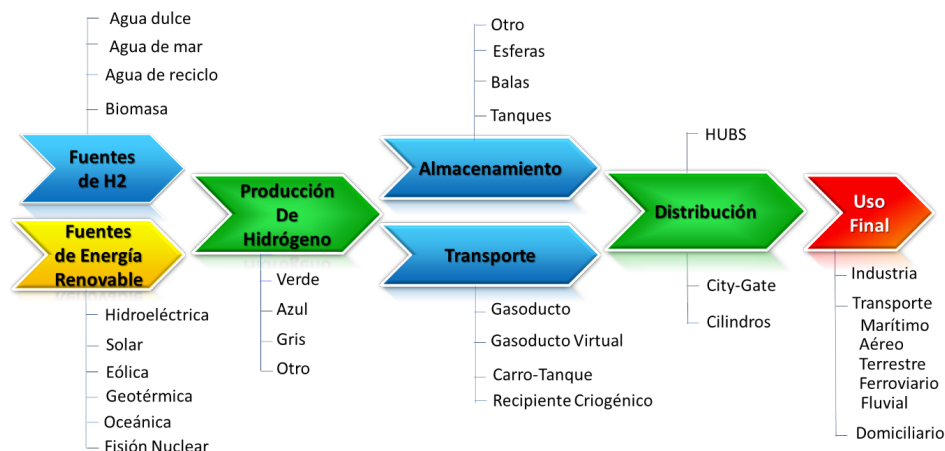 Agua dulce
Agua de mar
Agua de reciclo
Biomasa
Fuentes
de H2
Fuentes
de Energía
Renovable
Hidroeléctrica
Solar
Eólica
Geotérmica
Oceánica
Fisión Nuclear
Producción
De
Hidrógeno
Verde
Azul
Gris
Otro
Otro
Esferas
Balas
Tanques
Almacenamiento
Transporte
Gasoducto
Gasoducto Virtual
Carro-Tanque
Recipiente Criogénico
HUBS
Distribución
City-Gate
Cilindros
Uso
Final
Industria
Transporte
Marítimo
Aéreo
Terrestre
Ferroviario
Fluvial
Domiciliario